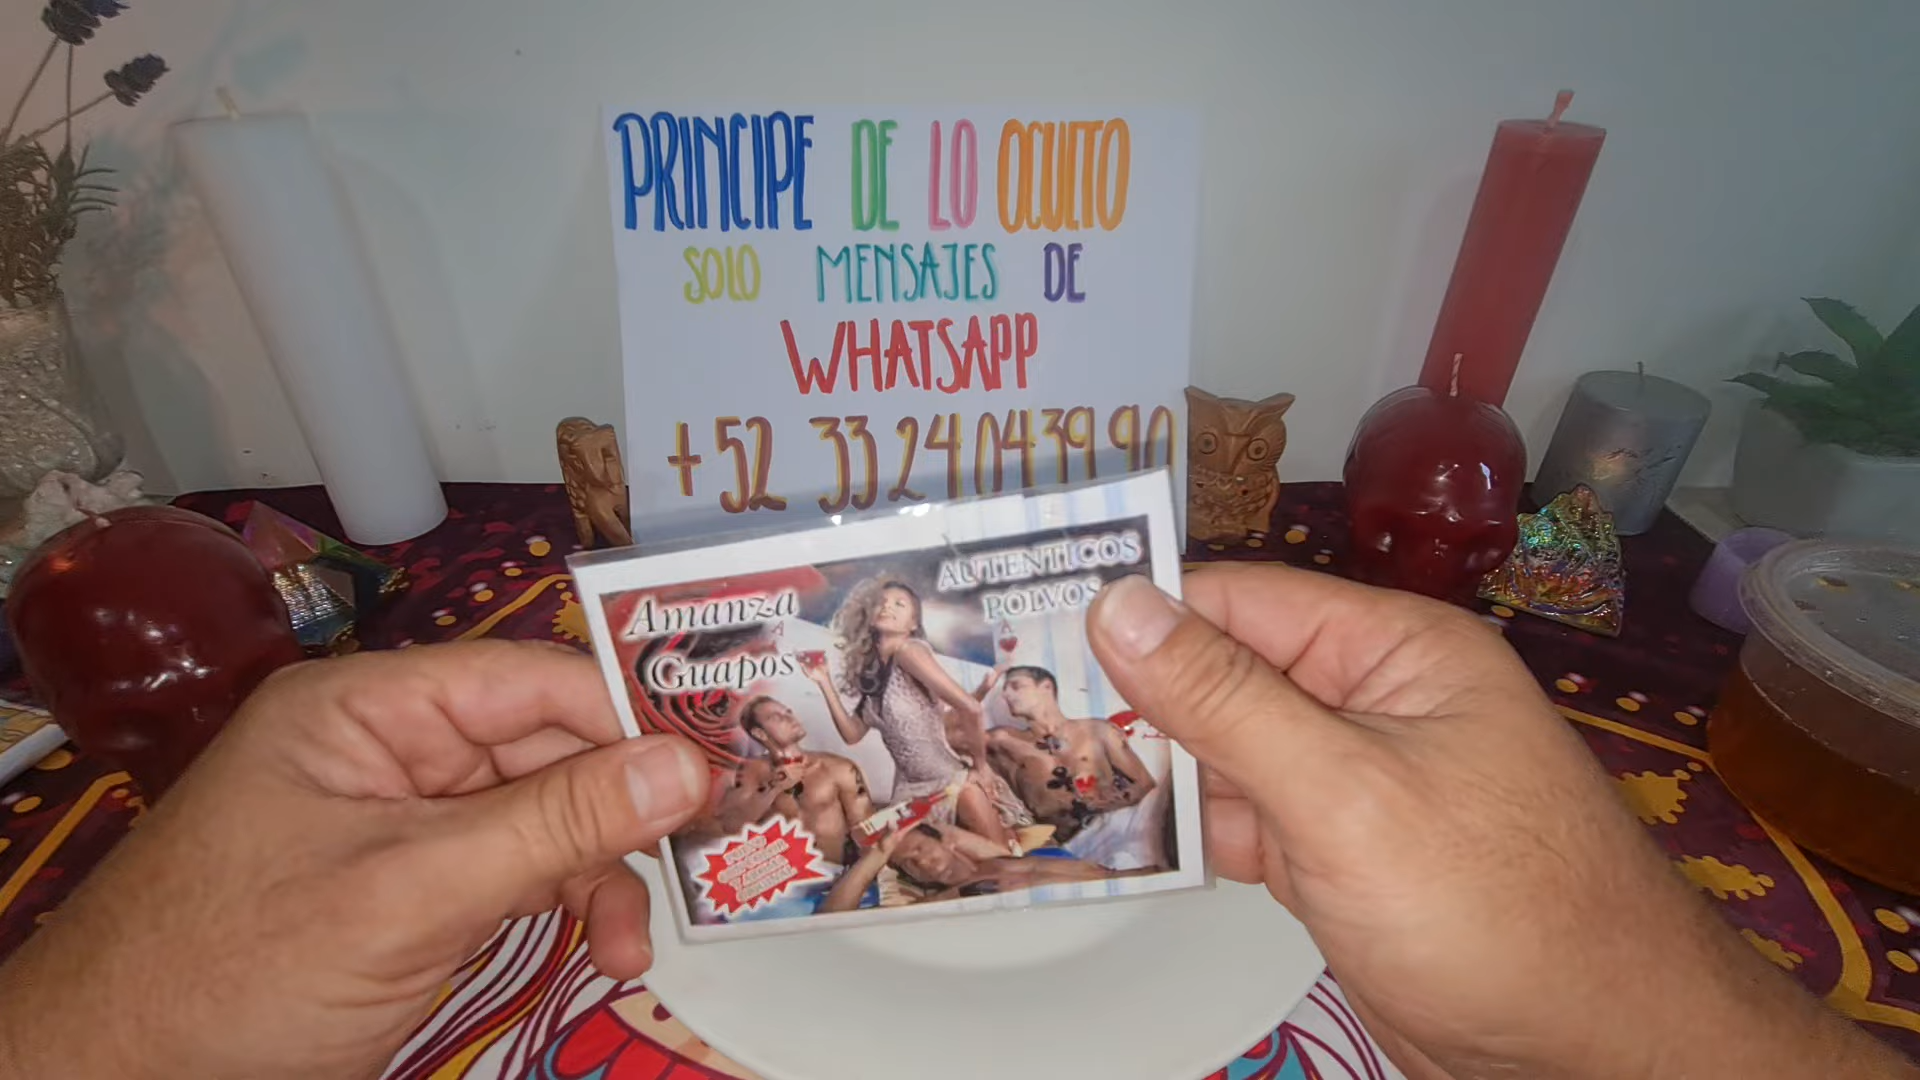 PRINCIPE DE LO OCULTO
SOLO MENSAJES DE
WHATSAPP
+52 33 24 04 39 90
Amanza
A
Guapos
AUTENTICOS
POLVOS